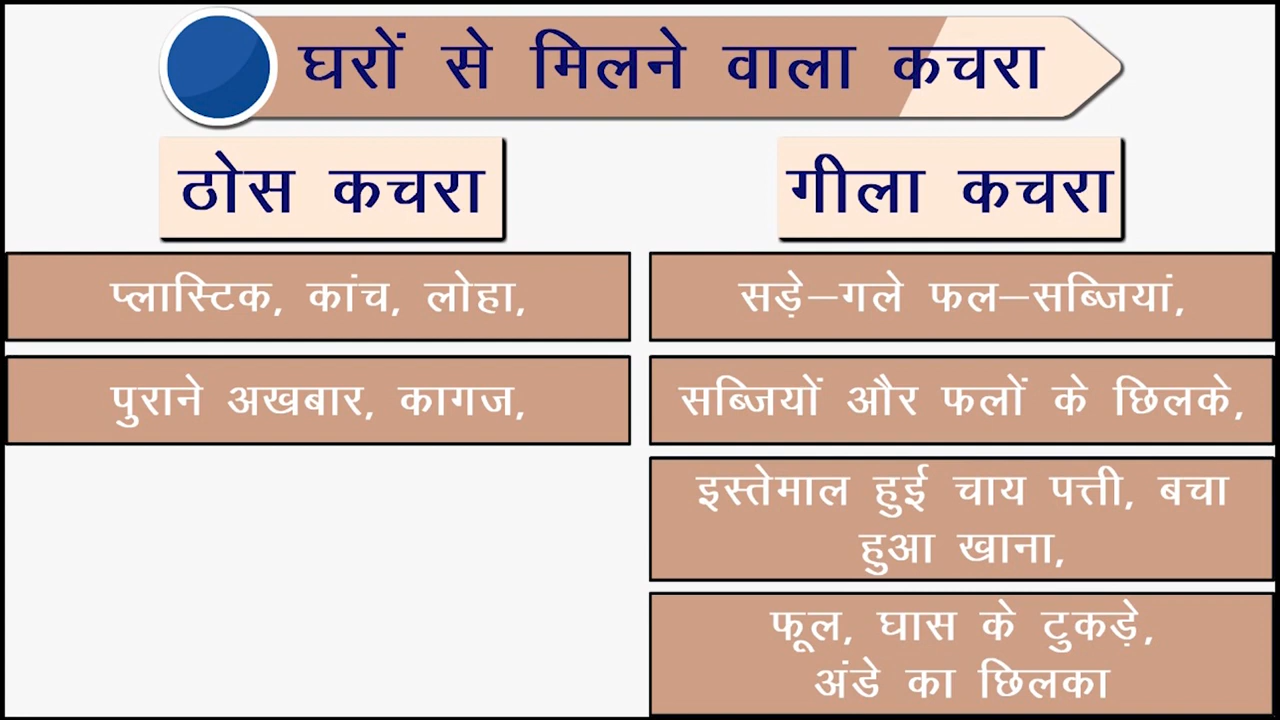 घरों से मिलने वाला कचरा
ठोस कचरा
प्लास्टिक, कांच, लोहा,
पुराने अखबार, कागज,
गीला कचरा
सड़े–गले फल–सब्जियां,
सब्जियों और फलों के छिलके,
इस्तेमाल हुई चाय पत्ती, बचा
हुआ खाना,
फूल, घास के टुकड़े,
अंडे का छिलका